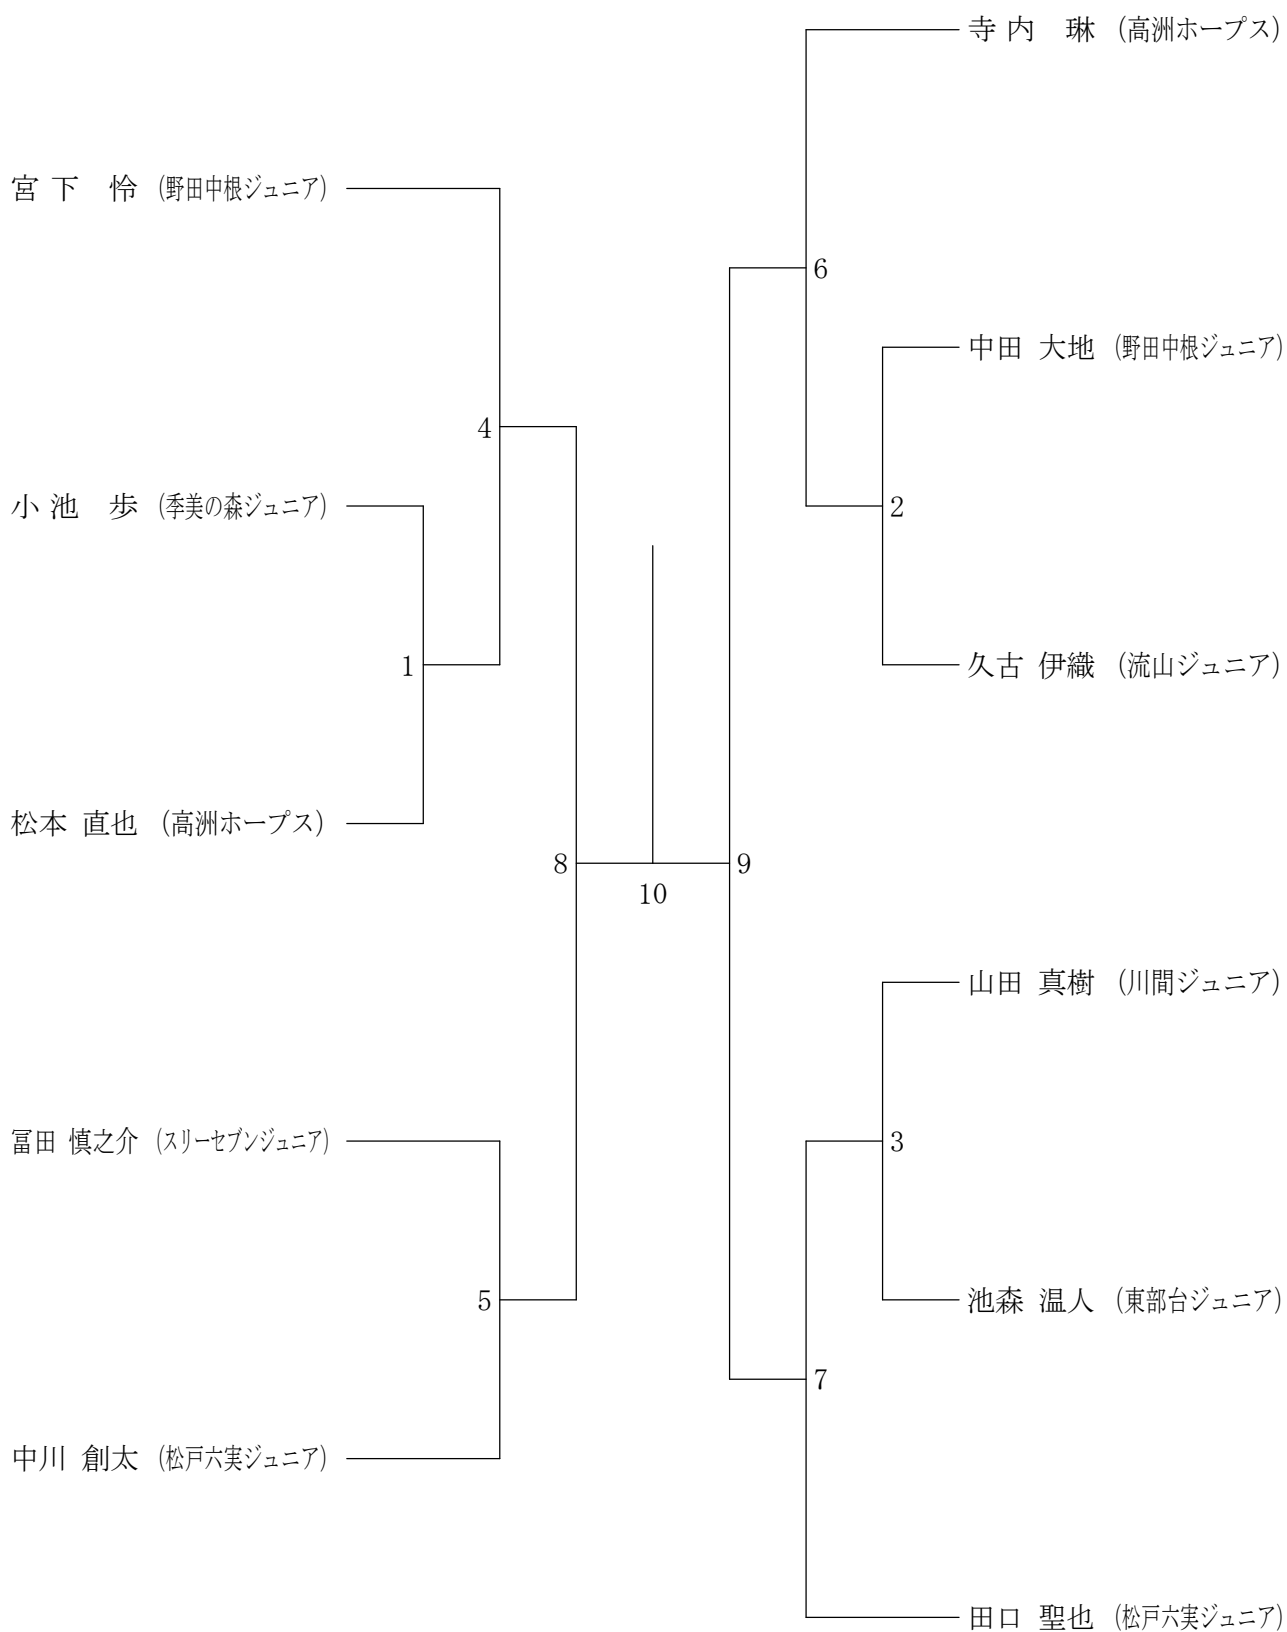 宮下 怜 (野田中根ジュニア)
4
小池 歩 (季美の森ジュニア)
1
松本 直也 (高洲ホープス)
8
冨田 慎之介 (スリーセブンジュニア)
5
中川 創太 (松戸六実ジュニア)
10
寺内 琳 (高洲ホープス)
6
中田 大地 (野田中根ジュニア)
2
久古 伊織 (流山ジュニア)
9
山田 真樹 (川間ジュニア)
3
池森 温人 (東部台ジュニア)
7
田口 聖也 (松戸六実ジュニア)